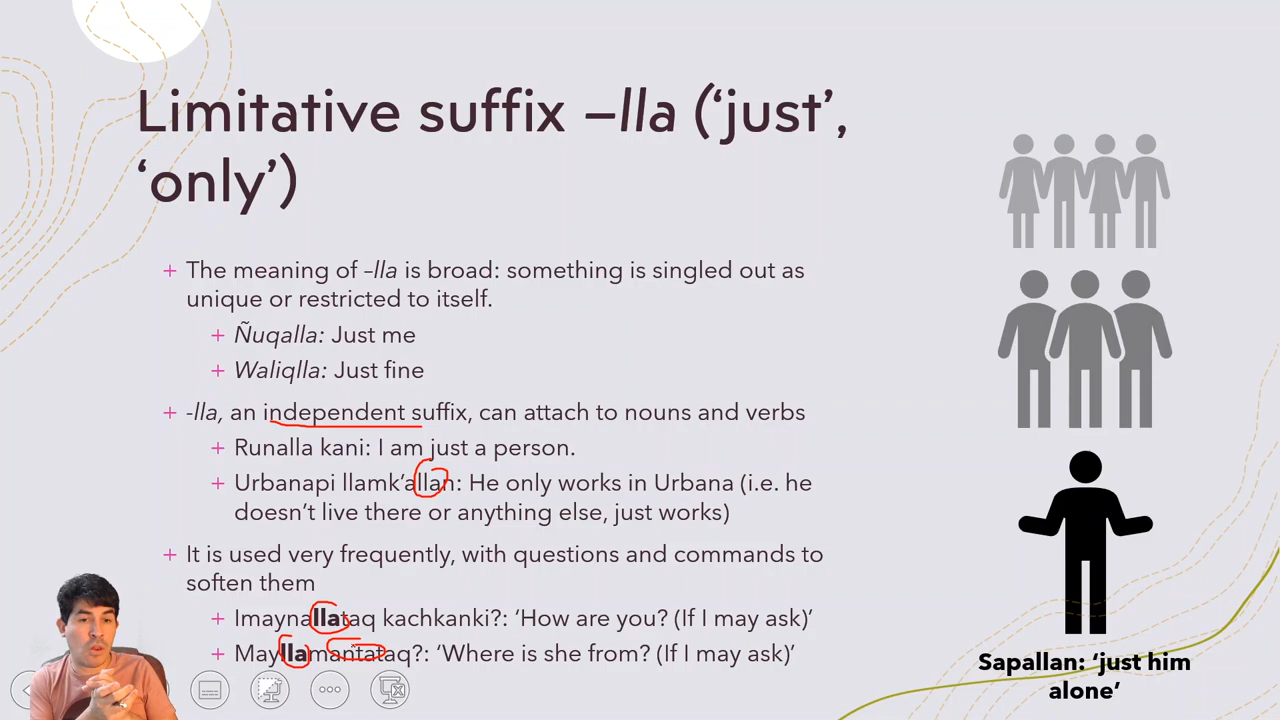 Limitative suffix –lla (‘just’,
‘only’)
+ The meaning of –lla is broad: something is singled out as
unique or restricted to itself.
+ Ñuqalla: Just me
+ Waliqlla: Just fine
+ -lla, an independent suffix, can attach to nouns and verbs
+ Runalla kani: I am just a person.
+ Urbanapi llamk’allan: He only works in Urbana (i.e. he
doesn’t live there or anything else, just works)
+ It is used very frequently, with questions and commands to
soften them
+ Imaynallataq kachkanki?: ‘How are you? (If I may ask)’
+ Mayllamantataq?: ‘Where is she from? (If I may ask)’
Sapallan: ‘just him
alone’